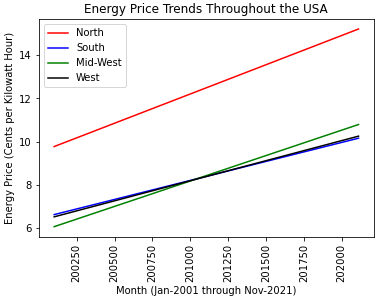 Energy Price Trends Throughout the USA
Energy Price (Cents per Kilowatt Hour)
14
12
10
8
6
North
South
Mid-West
West
200250
200500
200750
201000
201250
201500
201750
202000
Month (Jan-2001 through Nov-2021)